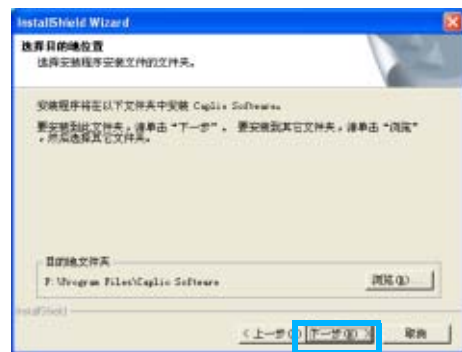 InstallShield Wizard
选择目的地位置
选择安装程序安装文件的文件夹。
安装程序将在以下文件夹中安装 Caplio Software。
要安装到此文件夹，请单击“下一步”。 要安装到其它文件夹，请单击“浏览”
，然后选择其它文件夹。
目的地文件夹
F:\Program Files\Caplio Software
浏览(R)
InstallShield
<上一步(B) 下一步(N)> 取消